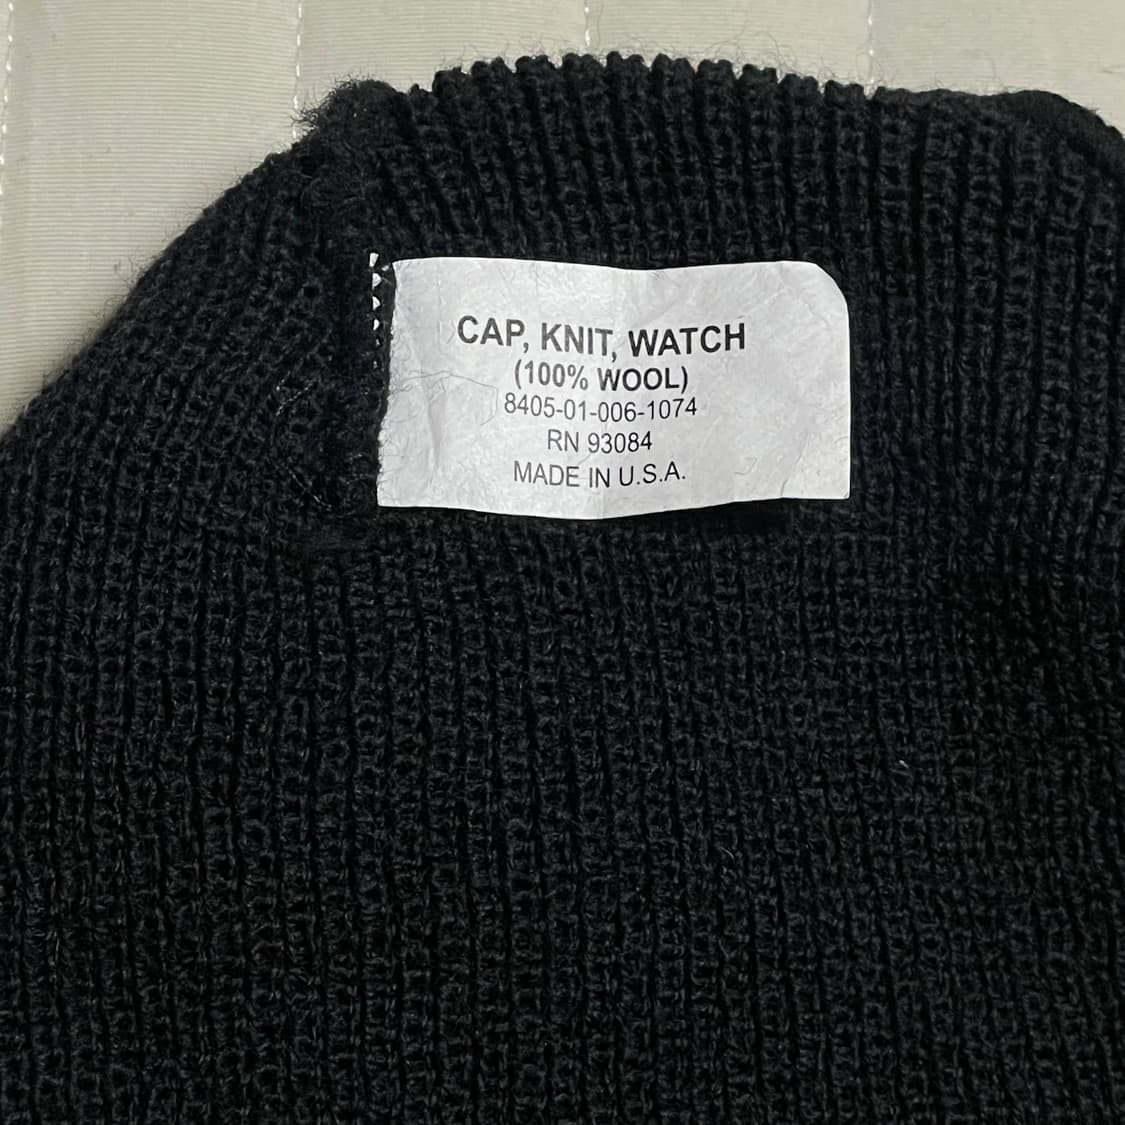 CAP, KNIT, WATCH
(100% WOOL)
8405-01-006-1074
RN 93084
MADE IN U.S.A.